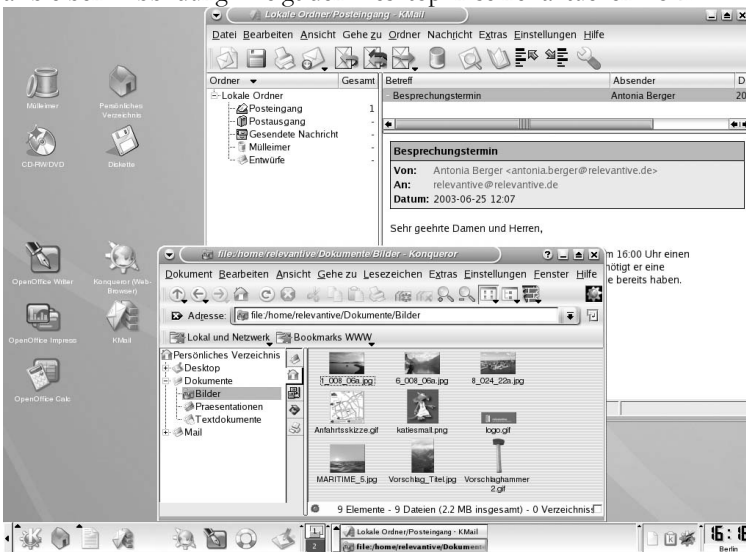 Lokale Ordner/Posteingang - KMail
Datei Bearbeiten Ansicht Gehe zu Ordner Nachricht Extras Einstellungen Hilfe
Ordner Gesamt
Lokale Ordner
Posteingang 1
Postausgang -
Gesendete Nachricht -
Mülleimer -
Entwürfe -
Betreff Absender D
Besprechungstermin Antonia Berger 20
Besprechungstermin
Von: Antonia Berger <antonia.berger@relevantive.de>
An: relevantive@relevantive.de
Datum: 2003-06-25 12:07
Sehr geehrte Damen und Herren,
m 16:00 Uhr einen
nötigt er eine
e bereits haben.
Mülleimer
Persönliches
Verzeichnis
CD-RW/DVD
Diskette
OpenOffice Writer
Konqueror (Web-
Browser)
OpenOffice Impress
KMail
OpenOffice Calc
file:/home/relevantive/Dokumente/Bilder - Konqueror
Dokument Bearbeiten Ansicht Gehe zu Lesezeichen Extras Einstellungen Fenster Hilfe
Adresse: file:/home/relevantive/Dokumente/Bilder
Lokal und Netzwerk Bookmarks WWW
Persönliches Verzeichnis
Desktop
Dokumente
Bilder
Praesentationen
Textdokumente
Mail
1_008_06a.jpg 6_008_06a.jpg 8_024_22a.jpg
Anfahrtsskizze.gif katiesmall.png logo.gif
MARITIME_5.jpg Vorschlag_Titel.jpg Vorschlaghammer
2.gif
9 Elemente - 9 Dateien (2.2 MB insgesamt) - 0 Verzeichniss
1
2
Lokale Ordner/Posteingang - KMail
file:/home/relevantive/Dokumente
Berlin